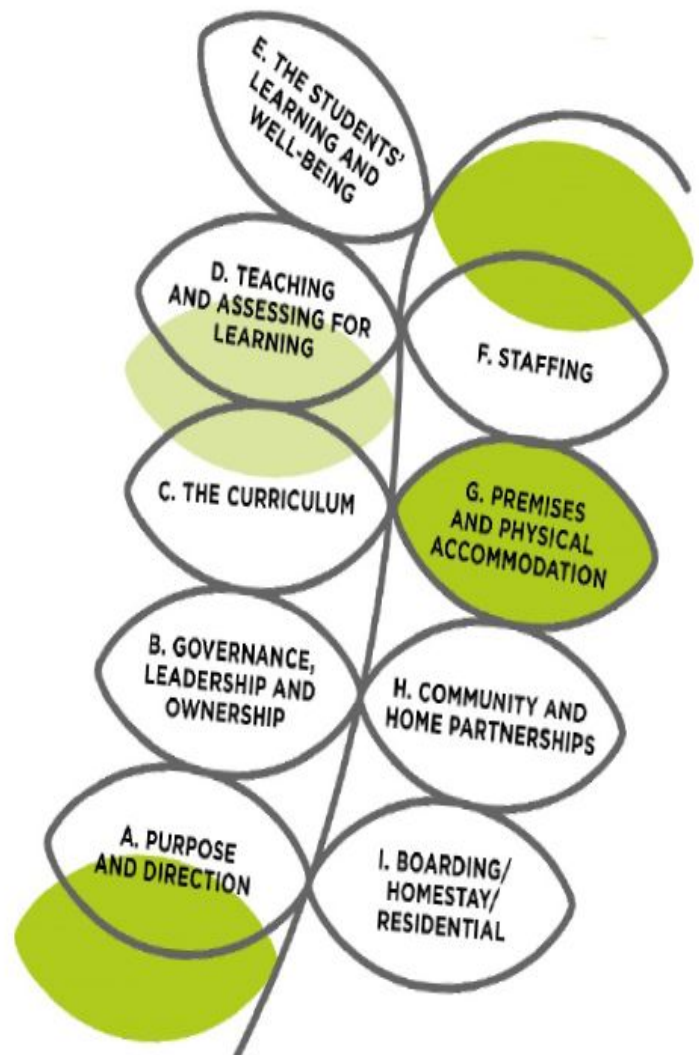 E. THE STUDENTS'
LEARNING AND
WELL-BEING
D. TEACHING
AND ASSESSING FOR
LEARNING
F. STAFFING
C. THE CURRICULUM
G. PREMISES
AND PHYSICAL
ACCOMMODATION
B. GOVERNANCE,
LEADERSHIP AND
OWNERSHIP
H. COMMUNITY AND
HOME PARTNERSHIPS
A. PURPOSE
AND DIRECTION
I. BOARDING/
HOMESTAY/
RESIDENTIAL